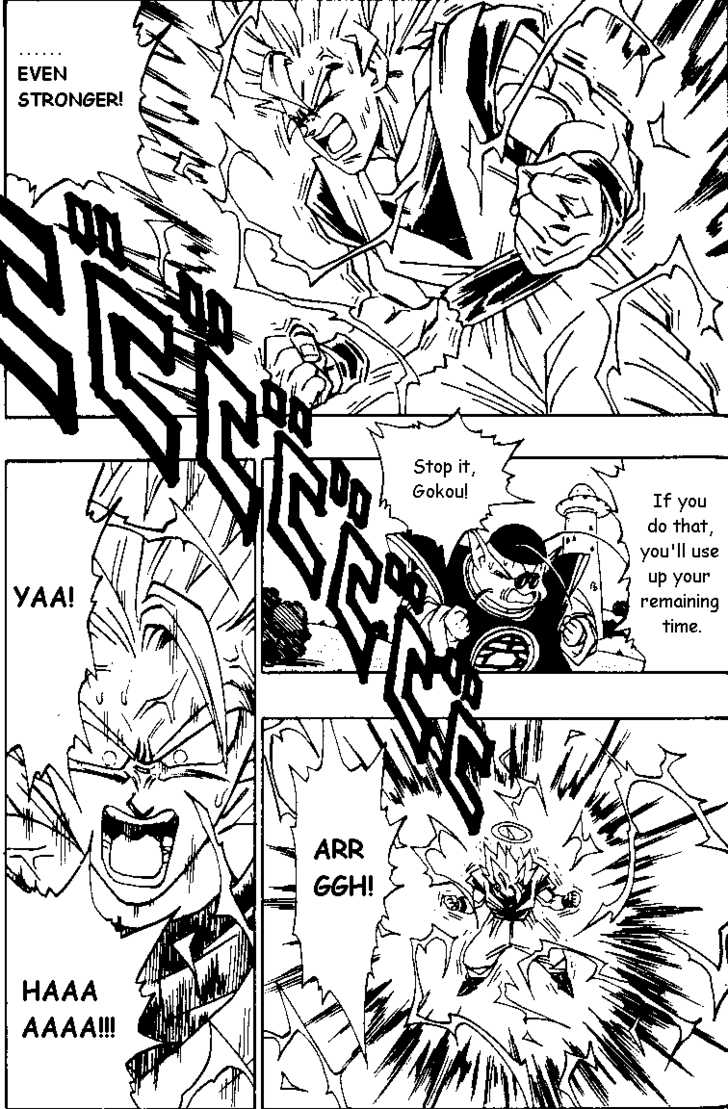 ......
EVEN
STRONGER!
Stop it,
Gokou!
If you
do that,
you'll use
up your
remaining
time.
ARR
GGH!
YAA!
HAAA
AAAA!!!